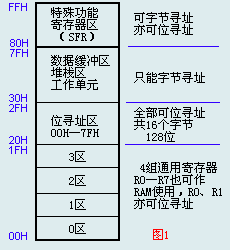 FFH
特殊功能
寄存器区
(SFR)
可字节寻址
亦可位寻址
80H
7FH
数据缓冲区
堆栈区
工作单元
只能字节寻址
30H
2FH
位寻址区
00H—7FH
全部可位寻址
共16个字节
128位
20H
1FH
3区
2区
1区
0区
4组通用寄存器
R0—R7也可作
RAM使用,R0、R1
亦可位寻址
00H
图1